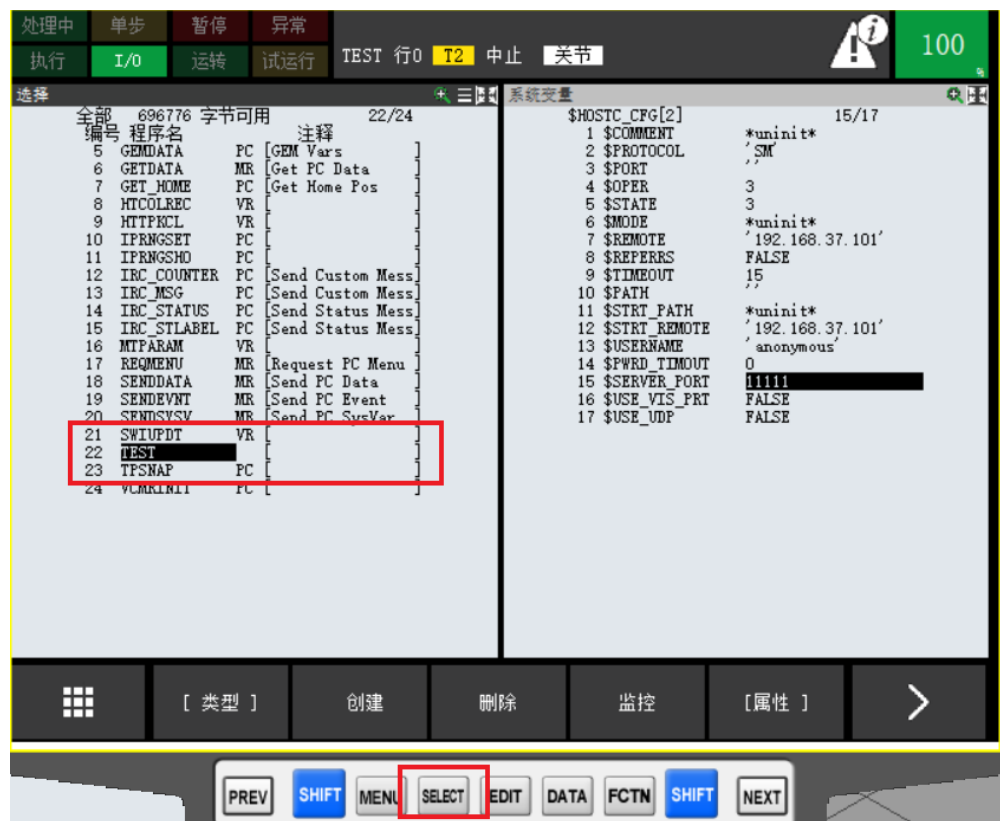 处理中 单步 暂停 异常
执行 I/O 运转 试运行 TEST 行0 T2 中止 关节 100 %
选择
全部 696776 字节可用 22/24
编号 程序名 注释
5 GEMDATA PC [GEM Vars ]
6 GETDATA MR [Get PC Data ]
7 GET_HOME PC [Get Home Pos ]
8 HTCOLREC VR [ ]
9 HTTPKCL VR [ ]
10 IPRNGSET PC [ ]
11 IPRNGSHO PC [ ]
12 IRC_COUNTER PC [Send Custom Mess]
13 IRC_MSG PC [Send Custom Mess]
14 IRC_STATUS PC [Send Status Mess]
15 IRC_STLABEL PC [Send Status Mess]
16 MTPARAM VR [ ]
17 REQMENU MR [Request PC Menu ]
18 SENDDATA MR [Send PC Data ]
19 SENDEVNT MR [Send PC Event ]
20 SENDSYSV MR [Send PC SysVar ]
21 SWIUPDT VR [ ]
22 TEST [ ]
23 TPSNAP PC [ ]
24 VCMRINIT PC [ ]
系统变量
$HOSTC_CFG[2] 15/17
1 $COMMENT *uninit*
2 $PROTOCOL 'SM'
3 $PORT ''
4 $OPER 3
5 $STATE 3
6 $MODE *uninit*
7 $REMOTE '192.168.37.101'
8 $REPERRS FALSE
9 $TIMEOUT 15
10 $PATH ''
11 $STRT_PATH *uninit*
12 $STRT_REMOTE '192.168.37.101'
13 $USERNAME 'anonymous'
14 $PWRD_TIMOUT 0
15 $SERVER_PORT 11111
16 $USE_VIS_PRT FALSE
17 $USE_UDP FALSE
[ 类型 ] 创建 删除 监控 [属性 ]
PREV SHIFT MENU SELECT EDIT DATA FCTN SHIFT NEXT